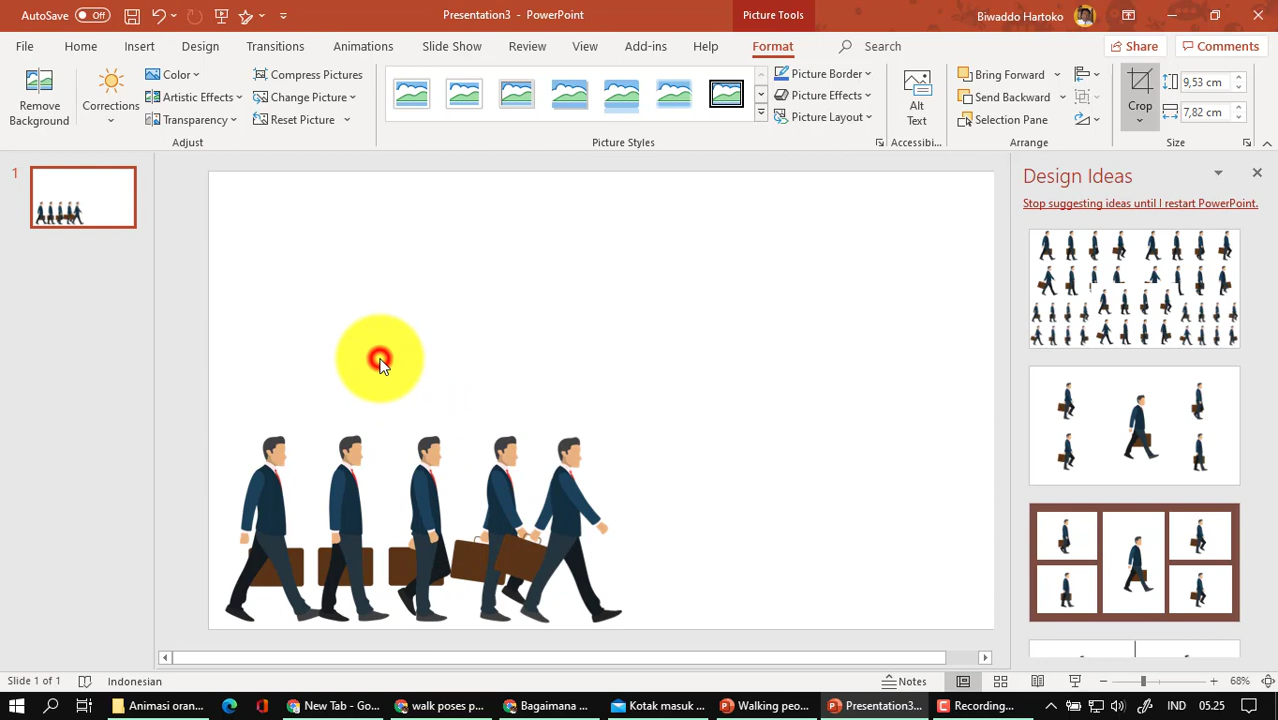 AutoSave Off
Presentation3 - PowerPoint
Picture Tools
Biwaddo Hartoko
File Home Insert Design Transitions Animations Slide Show Review View Add-ins Help Format Search Share Comments
Remove Background
Corrections
Color
Artistic Effects
Transparency
Compress Pictures
Change Picture
Reset Picture
Adjust
Picture Styles
Picture Border
Picture Effects
Picture Layout
Alt Text
Accessibi...
Bring Forward
Send Backward
Selection Pane
Arrange
Crop
9,53 cm
7,82 cm
Size
1
Design Ideas
Stop suggesting ideas until I restart PowerPoint.
Slide 1 of 1 Indonesian Notes 68%
Animasi oran... New Tab - Go... walk poses p... Bagaimana ... Kotak masuk ... Walking peo... Presentation3... Recording... IND 05.25